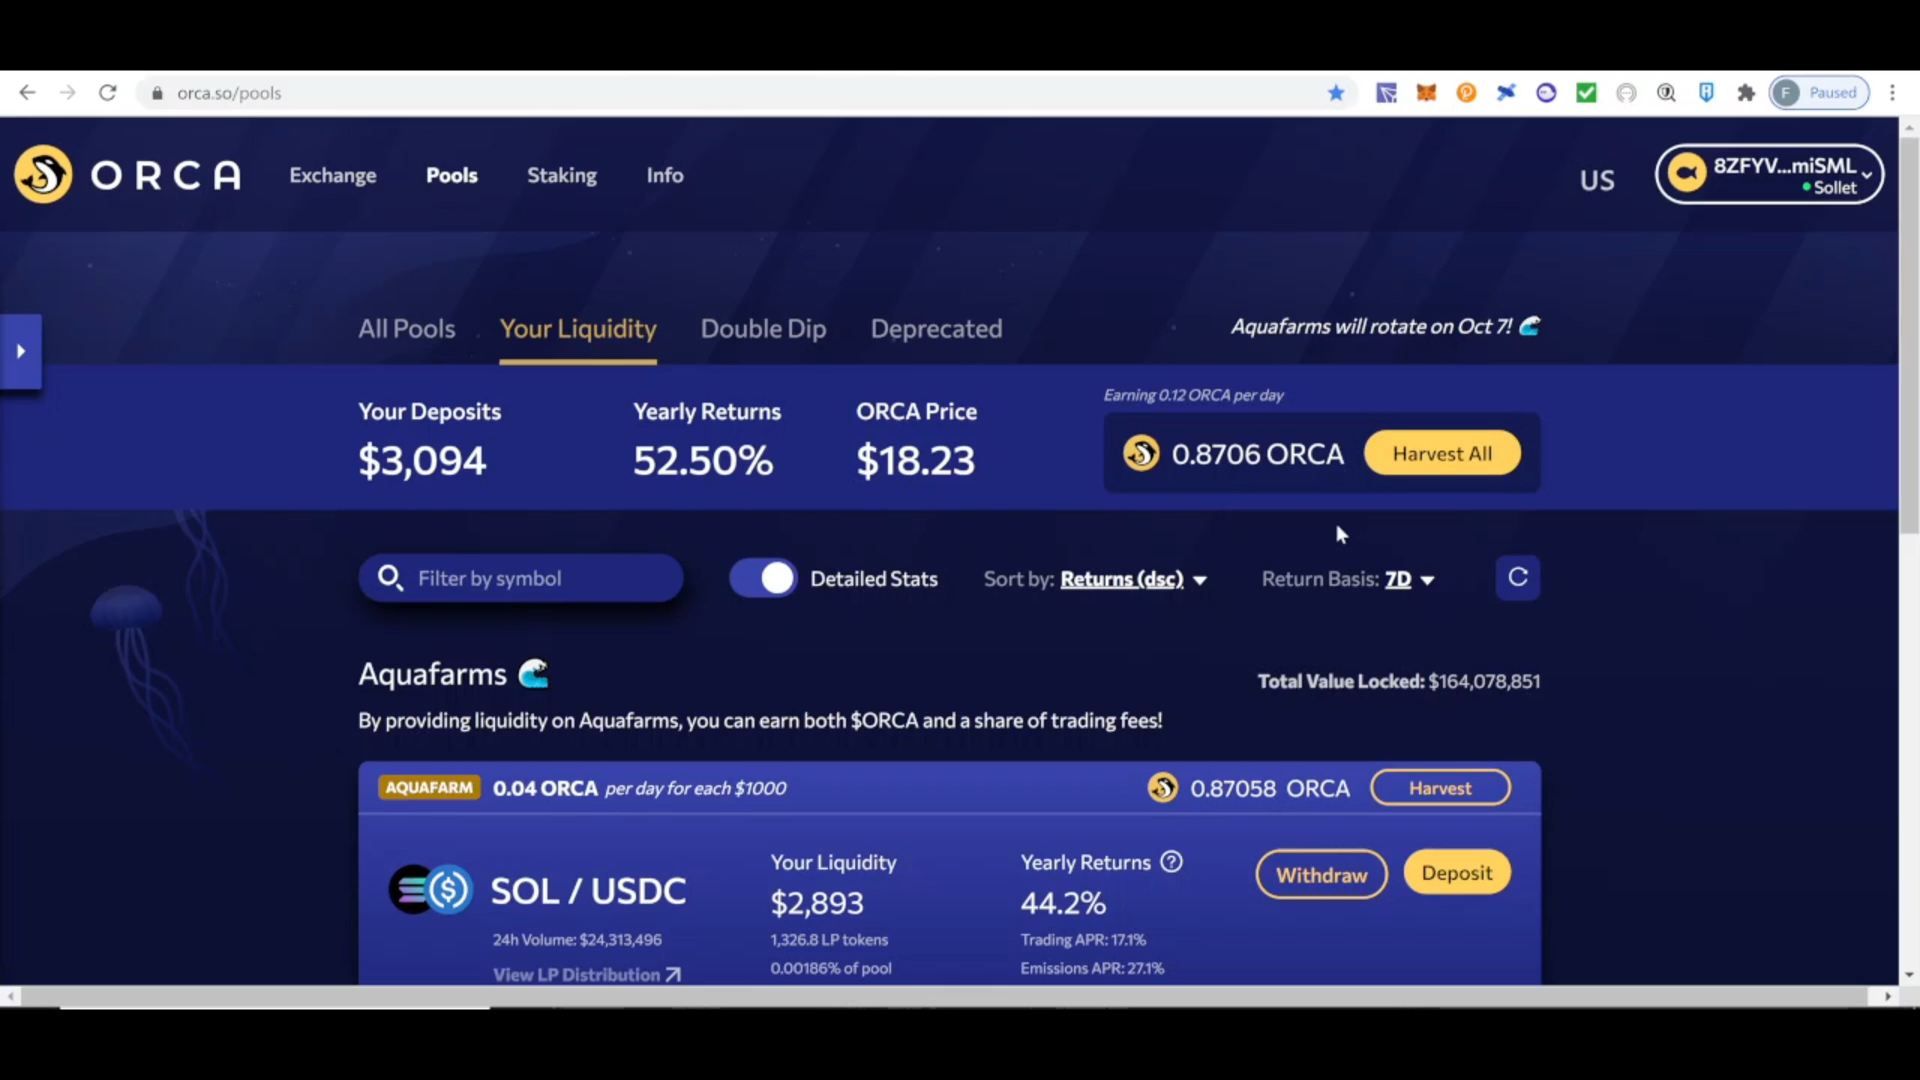 orca.so/pools
F Paused
ORCA
Exchange Pools Staking Info
US
8ZFYV...miSML
Sollet
All Pools Your Liquidity Double Dip Deprecated
Aquafarms will rotate on Oct 7! 🌊
Your Deposits Yearly Returns ORCA Price
Earning 0.12 ORCA per day
$3,094 52.50% $18.23
0.8706 ORCA Harvest All
Filter by symbol Detailed Stats Sort by: Returns (dsc) Return Basis: 7D
Aquafarms 🌊
Total Value Locked: $164,078,851
By providing liquidity on Aquafarms, you can earn both $ORCA and a share of trading fees!
AQUAFARM 0.04 ORCA per day for each $1000 0.87058 ORCA Harvest
Your Liquidity Yearly Returns ?
SOL / USDC $2,893 44.2% Withdraw Deposit
24h Volume: $24,313,496 1,326.8 LP tokens Trading APR: 17.1%
View LP Distribution 0.00186% of pool Emissions APR: 27.1%